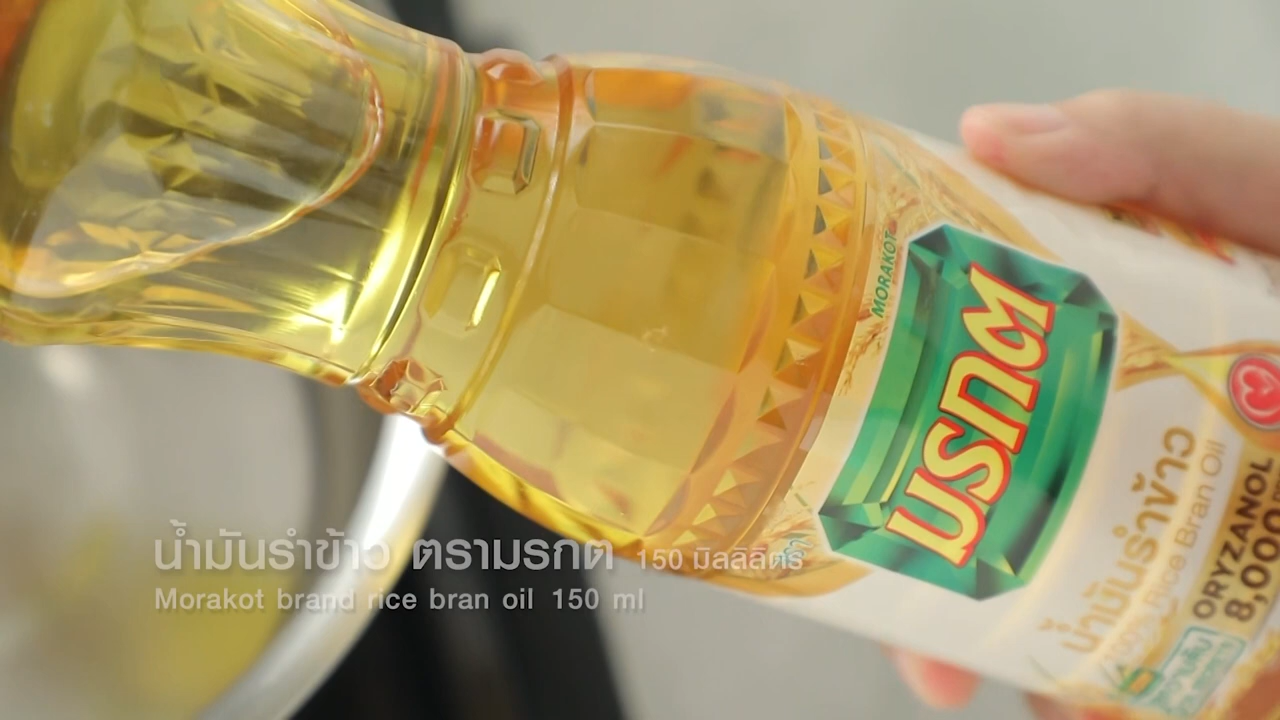 MORAKOT
มรกต
น้ำมันรำข้าว
100% Rice Bran Oil
ORYZANOL
8,000
น้ำมันรำข้าว ตรามรกต 150 มิลลิลิตร
Morakot brand rice bran oil 150 ml